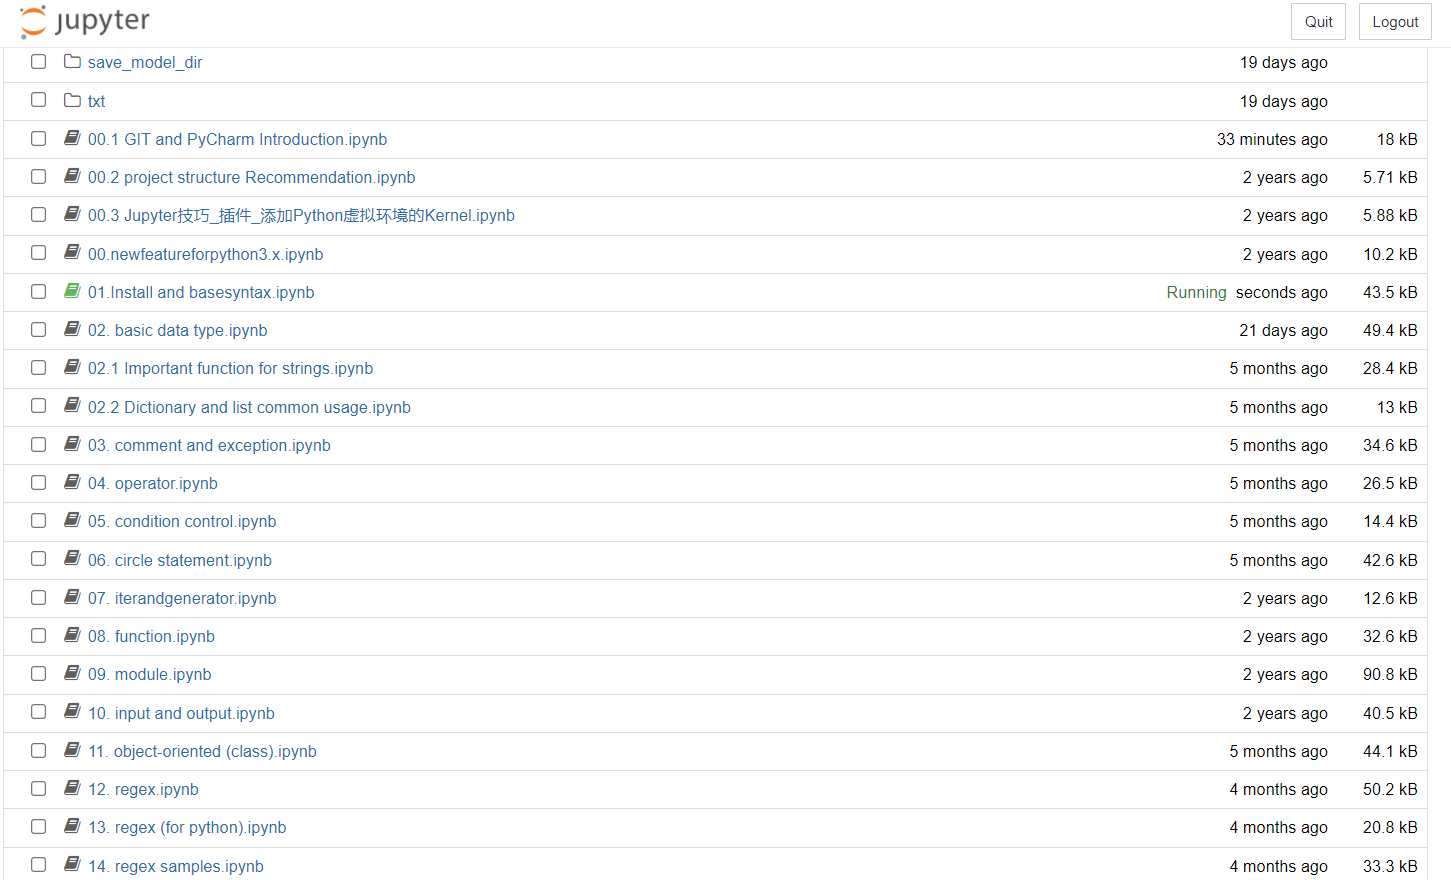 jupyter Quit Logout
save_model_dir 19 days ago
txt 19 days ago
00.1 GIT and PyCharm Introduction.ipynb 33 minutes ago 18 kB
00.2 project structure Recommendation.ipynb 2 years ago 5.71 kB
00.3 Jupyter技巧_插件_添加Python虚拟环境的Kernel.ipynb 2 years ago 5.88 kB
00.newfeatureforpython3.x.ipynb 2 years ago 10.2 kB
01.Install and basesyntax.ipynb Running seconds ago 43.5 kB
02. basic data type.ipynb 21 days ago 49.4 kB
02.1 Important function for strings.ipynb 5 months ago 28.4 kB
02.2 Dictionary and list common usage.ipynb 5 months ago 13 kB
03. comment and exception.ipynb 5 months ago 34.6 kB
04. operator.ipynb 5 months ago 26.5 kB
05. condition control.ipynb 5 months ago 14.4 kB
06. circle statement.ipynb 5 months ago 42.6 kB
07. iterandgenerator.ipynb 2 years ago 12.6 kB
08. function.ipynb 2 years ago 32.6 kB
09. module.ipynb 2 years ago 90.8 kB
10. input and output.ipynb 2 years ago 40.5 kB
11. object-oriented (class).ipynb 5 months ago 44.1 kB
12. regex.ipynb 4 months ago 50.2 kB
13. regex (for python).ipynb 4 months ago 20.8 kB
14. regex samples.ipynb 4 months ago 33.3 kB